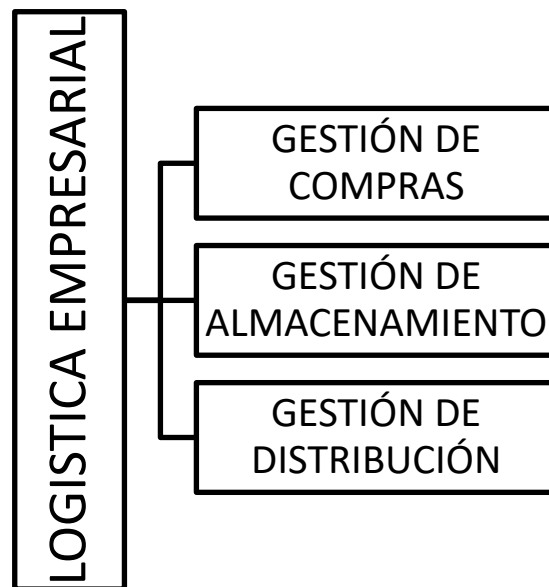 LOGISTICA EMPRESARIAL
GESTIÓN DE
COMPRAS
GESTIÓN DE
ALMACENAMIENTO
GESTIÓN DE
DISTRIBUCIÓN